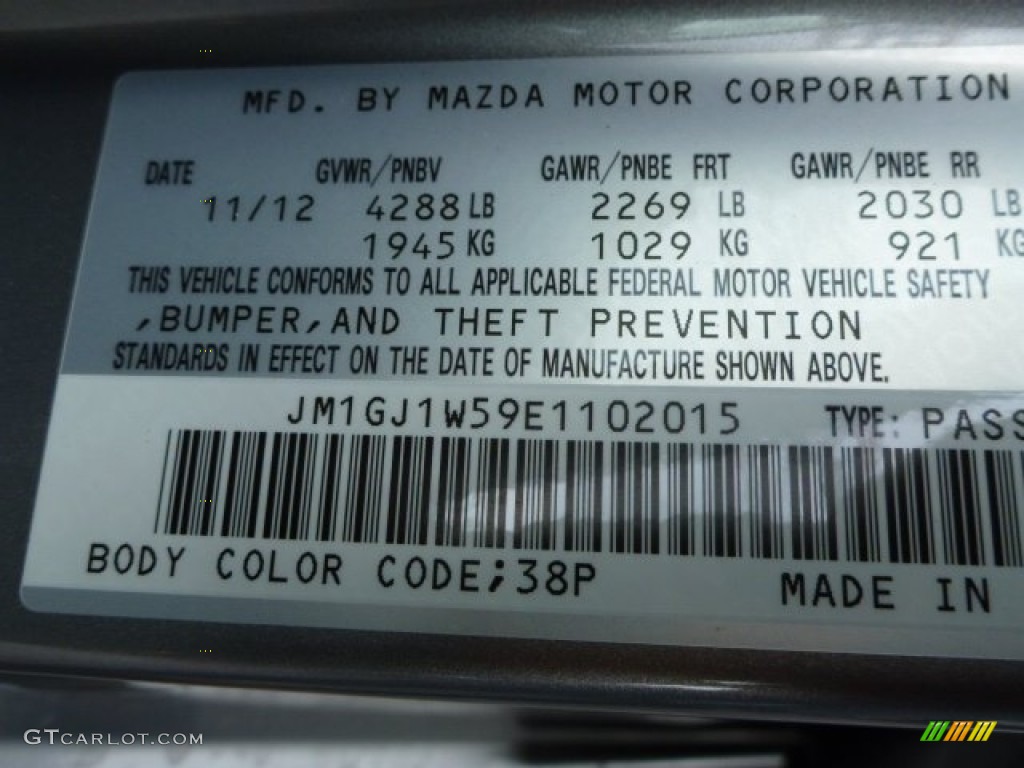 MFD. BY MAZDA MOTOR CORPORATION
DATE GVWR/PNBV GAWR/PNBE FRT GAWR/PNBE RR
11/12 4288 LB 2269 LB 2030 LB
1945 KG 1029 KG 921 KG
THIS VEHICLE CONFORMS TO ALL APPLICABLE FEDERAL MOTOR VEHICLE SAFETY
,BUMPER,AND THEFT PREVENTION
STANDARDS IN EFFECT ON THE DATE OF MANUFACTURE SHOWN ABOVE.
JM1GJ1W59E1102015 TYPE: PASS
BODY COLOR CODE;38P MADE IN
GTCARLOT.COM